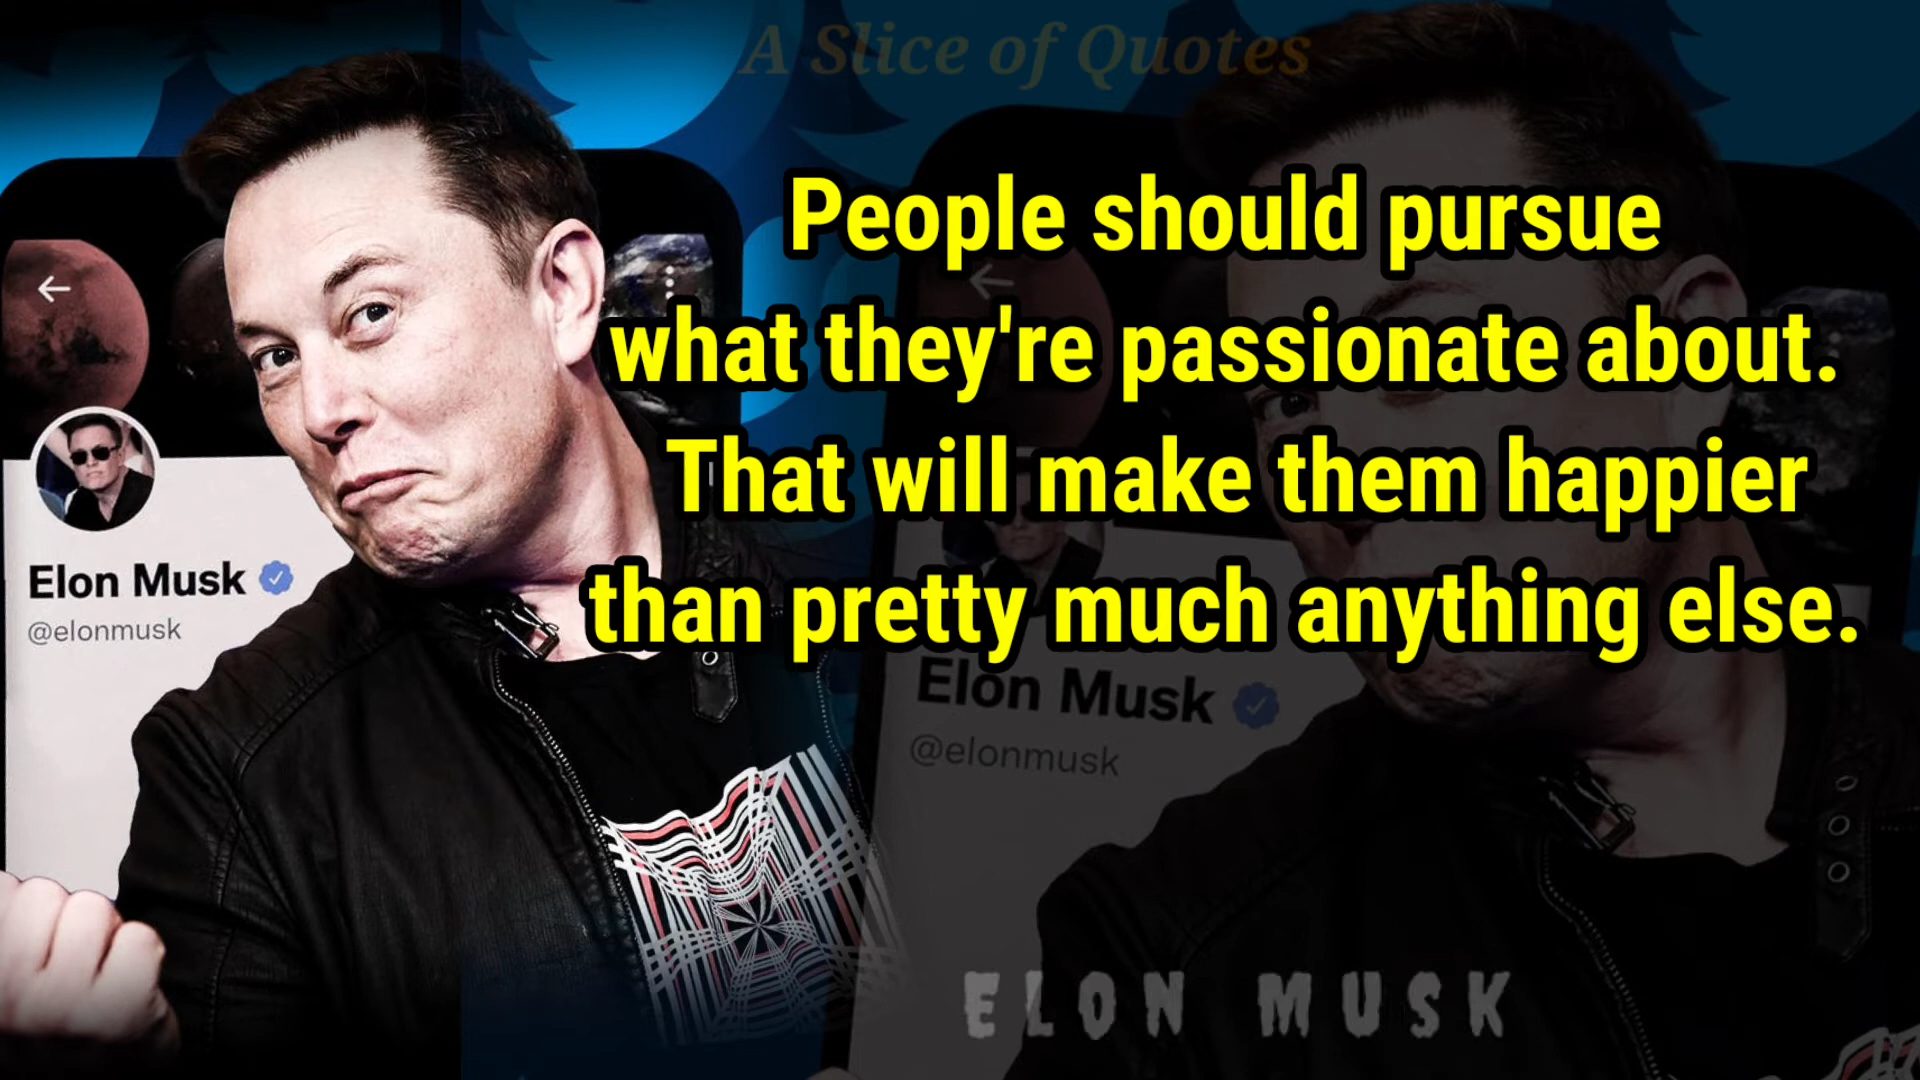 A Slice of Quotes
People should pursue
what they're passionate about.
That will make them happier
than pretty much anything else.
Elon Musk
@elonmusk
Elon Musk
@elonmusk
ELON MUSK